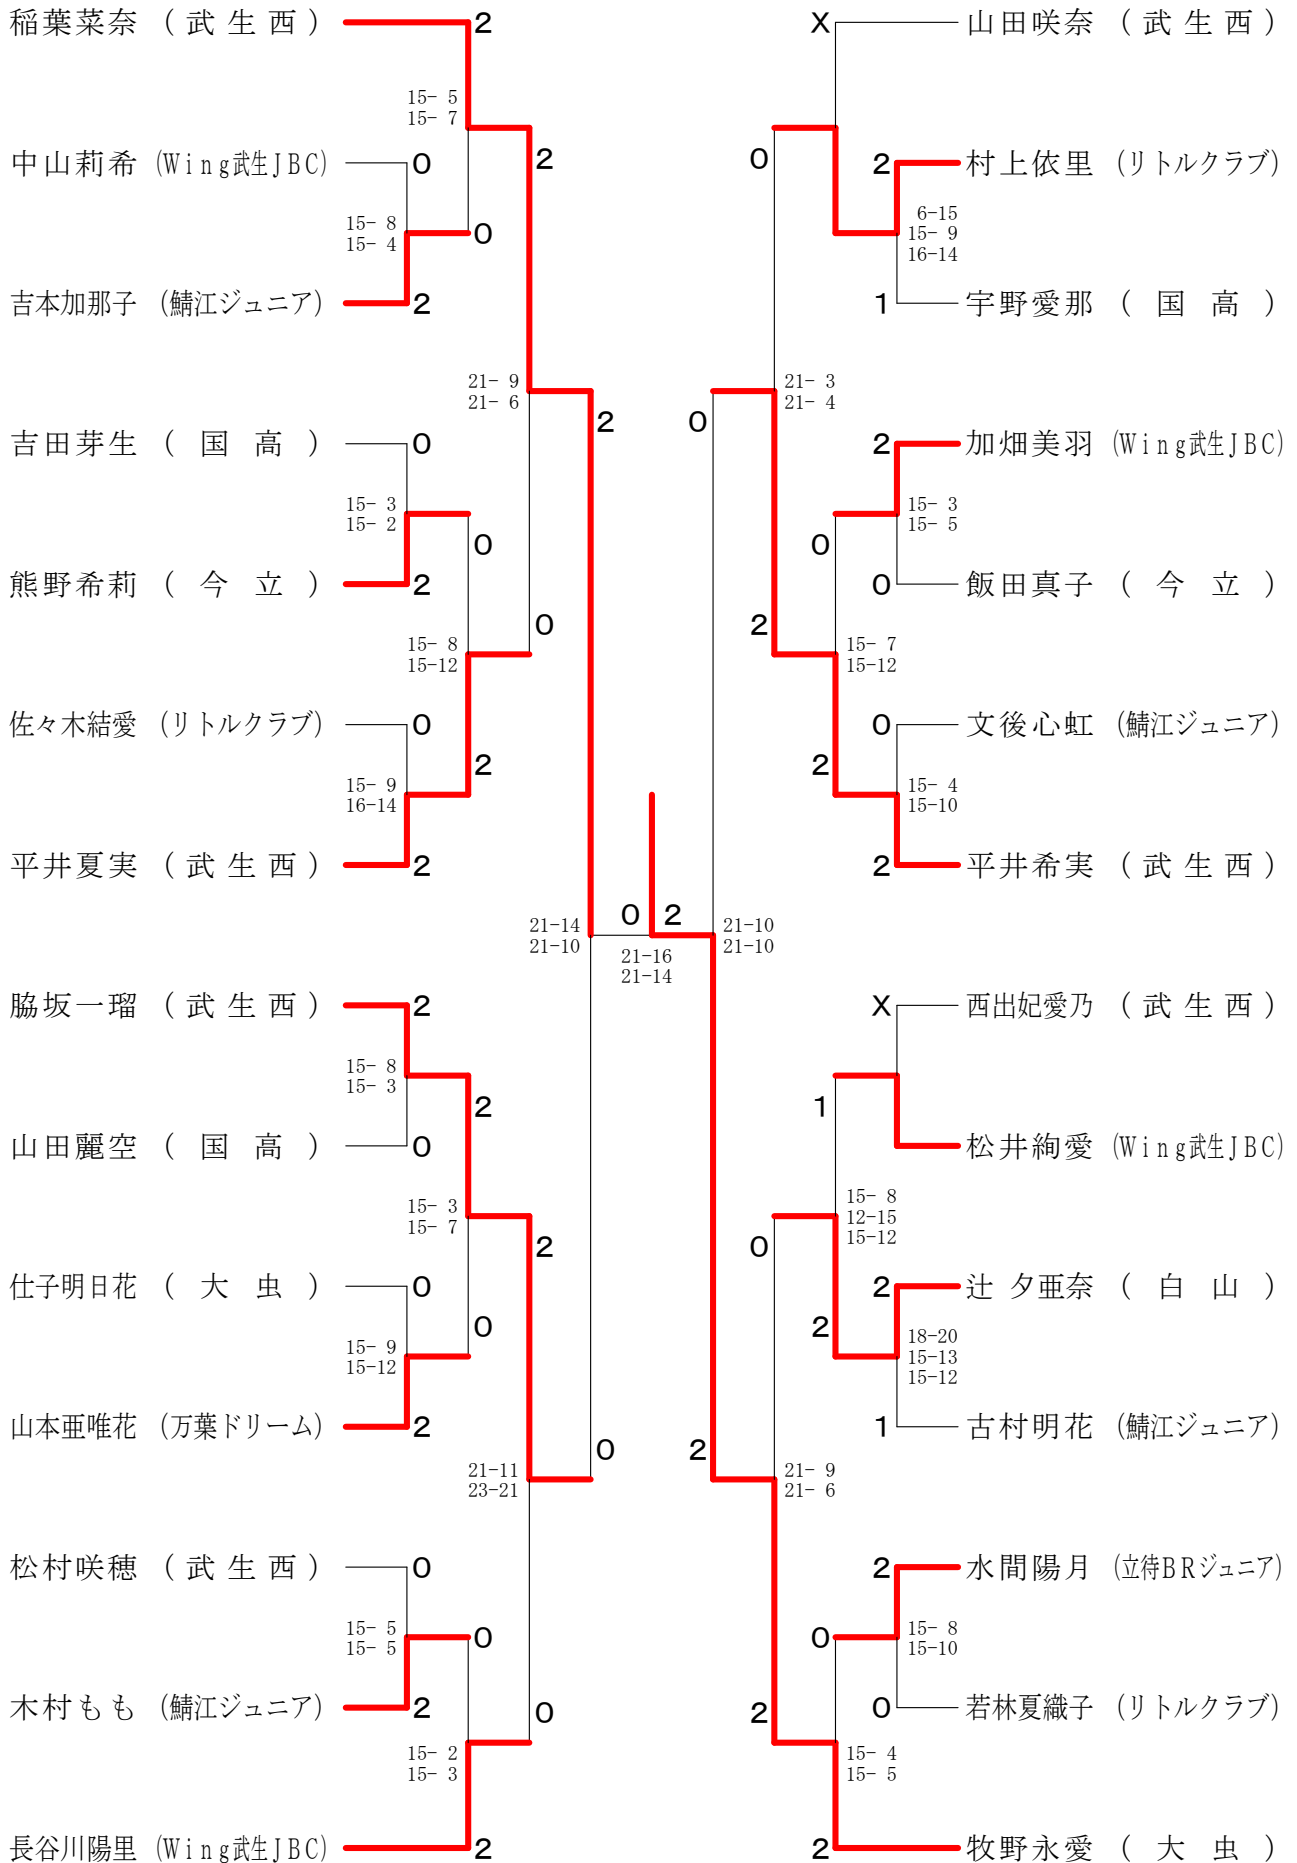 稲葉菜奈 (武生西) 2
15- 5
15- 7
中山莉希 (Wing武生JBC) 0
2
15- 8
15- 4
0
吉本加那子 (鯖江ジュニア) 2
21- 9
21- 6
2
吉田芽生 (国高) 0
15- 3
15- 2
0
熊野希莉 (今立) 2
0
15- 8
15-12
佐々木結愛 (リトルクラブ) 0
2
15- 9
16-14
平井夏実 (武生西) 2
21-14
21-10
0 2
21-16
21-14
脇坂一瑠 (武生西) 2
15- 8
15- 3
2
山田麗空 (国高) 0
15- 3
15- 7
2
仕子明日花 (大虫) 0
0
15- 9
15-12
山本亜唯花 (万葉ドリーム) 2
0
21-11
23-21
松村咲穂 (武生西) 0
15- 5
15- 5
0
木村もも (鯖江ジュニア) 2
0
15- 2
15- 3
長谷川陽里 (Wing武生JBC) 2
X 山田咲奈 (武生西)
0
2 村上依里 (リトルクラブ)
6-15
15- 9
16-14
1 宇野愛那 (国高)
21- 3
21- 4
0
2 加畑美羽 (Wing武生JBC)
15- 3
15- 5
0
0 飯田真子 (今立)
2
15- 7
15-12
0 文後心虹 (鯖江ジュニア)
2
15- 4
15-10
2 平井希実 (武生西)
21-10
21-10
X 西出妃愛乃 (武生西)
1
松井絢愛 (Wing武生JBC)
15- 8
12-15
15-12
0
2 辻 夕亜奈 (白山)
2
18-20
15-13
15-12
1 古村明花 (鯖江ジュニア)
2
21- 9
21- 6
2 水間陽月 (立待BRジュニア)
0
15- 8
15-10
2
0 若林夏織子 (リトルクラブ)
15- 4
15- 5
2 牧野永愛 (大虫)